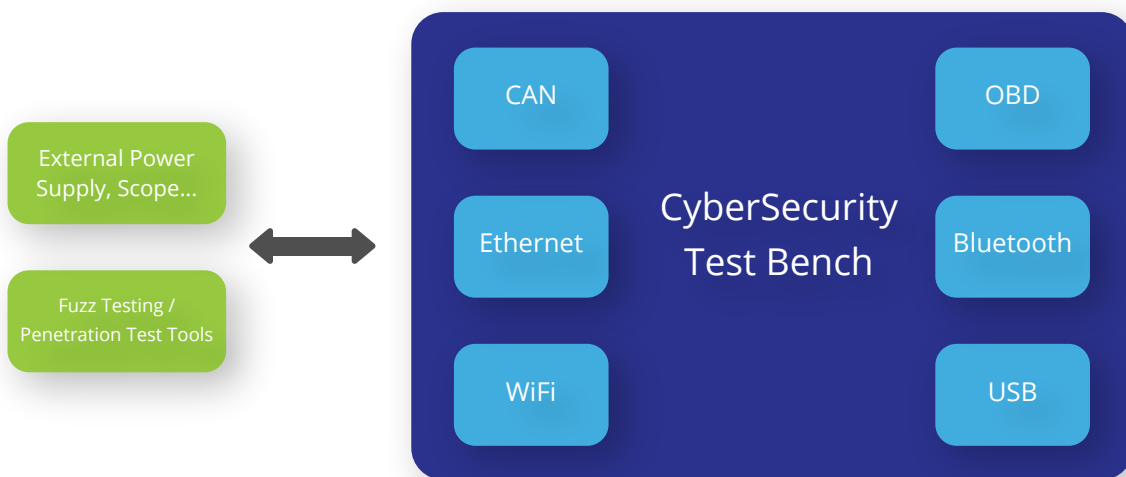 External Power
Supply, Scope...
Fuzz Testing /
Penetration Test Tools
CAN
Ethernet
WiFi
CyberSecurity
Test Bench
OBD
Bluetooth
USB